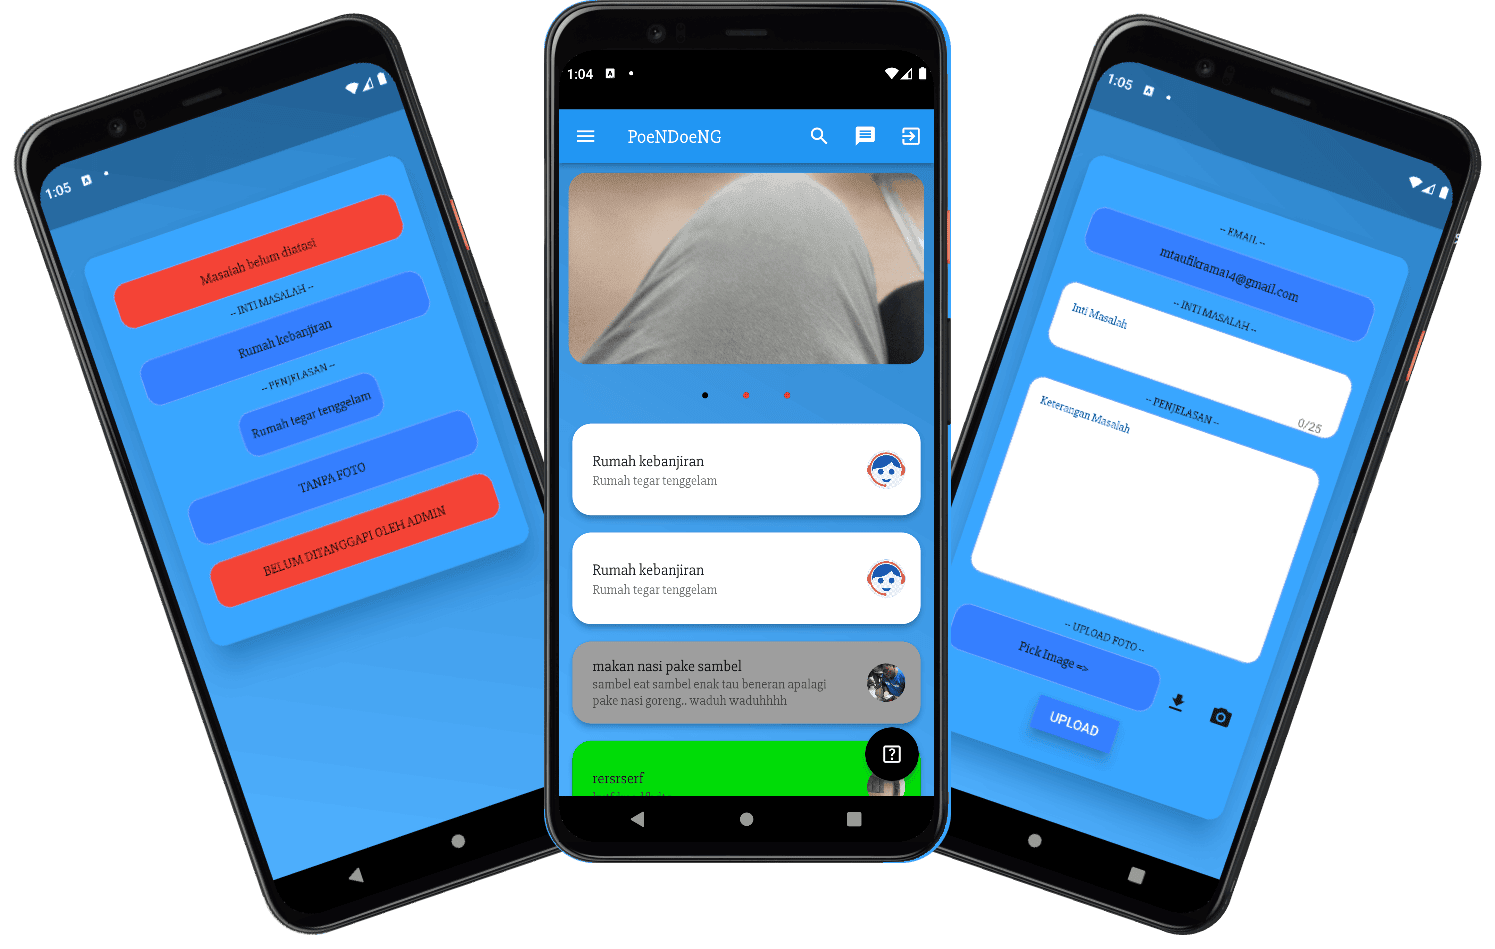 1:05
Masalah belum diatasi
-- INTI MASALAH --
Rumah kebanjiran
-- PENJELASAN --
Rumah tegar tenggelam
TANPA FOTO
BELUM DITANGGAPI OLEH ADMIN
1:04
PoeNDoeNG
Rumah kebanjiran
Rumah tegar tenggelam
Rumah kebanjiran
Rumah tegar tenggelam
makan nasi pake sambel
sambel eat sambel enak tau beneran apalagi
pake nasi goreng.. waduh waduhhhh
rersrserf
1:05
-- EMAIL --
mtaufikrama14@gmail.com
-- INTI MASALAH --
Inti Masalah
0/25
-- PENJELASAN --
Keterangan Masalah
-- UPLOAD FOTO --
Pick Image =>
UPLOAD